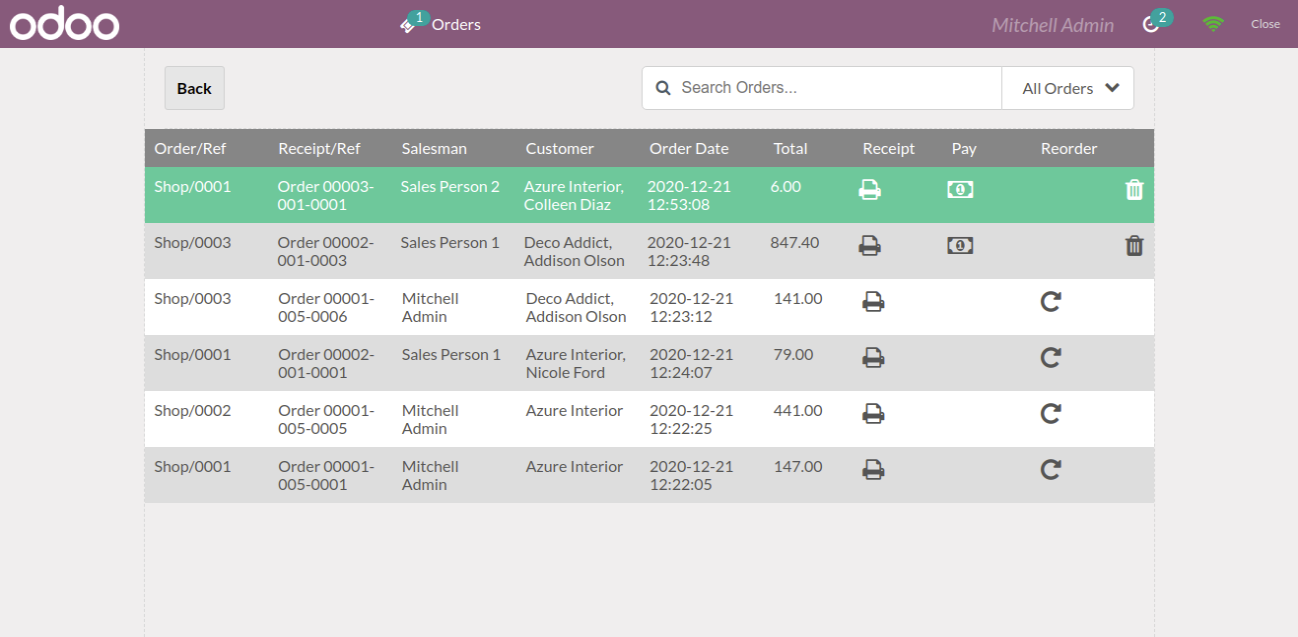 odoo
1 Orders
Mitchell Admin
2
Close
Back
Search Orders...
All Orders
Order/Ref Receipt/Ref Salesman Customer Order Date Total Receipt Pay Reorder
Shop/0001 Order 00003- Sales Person 2 Azure Interior, 2020-12-21 6.00
001-0001 Colleen Diaz 12:53:08
Shop/0003 Order 00002- Sales Person 1 Deco Addict, 2020-12-21 847.40
001-0003 Addison Olson 12:23:48
Shop/0003 Order 00001- Mitchell Deco Addict, 2020-12-21 141.00
005-0006 Admin Addison Olson 12:23:12
Shop/0001 Order 00002- Sales Person 1 Azure Interior, 2020-12-21 79.00
001-0001 Nicole Ford 12:24:07
Shop/0002 Order 00001- Mitchell Azure Interior 2020-12-21 441.00
005-0005 Admin 12:22:25
Shop/0001 Order 00001- Mitchell Azure Interior 2020-12-21 147.00
005-0001 Admin 12:22:05